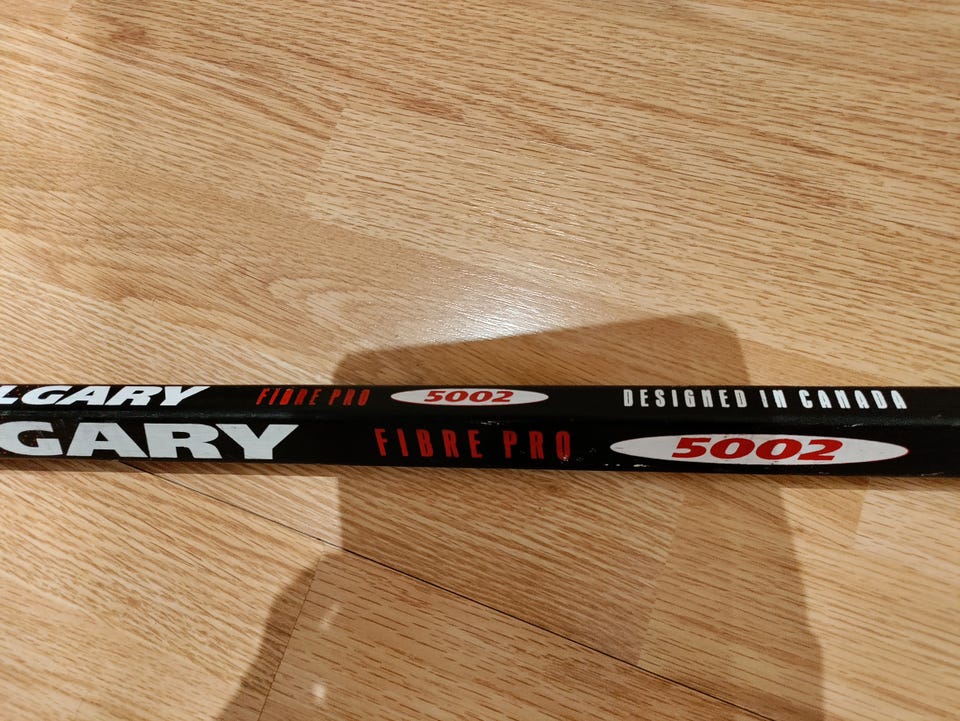 LGARY FIBRE PRO 5002 DESIGNED IN CANADA
GARY FIBRE PRO 5002